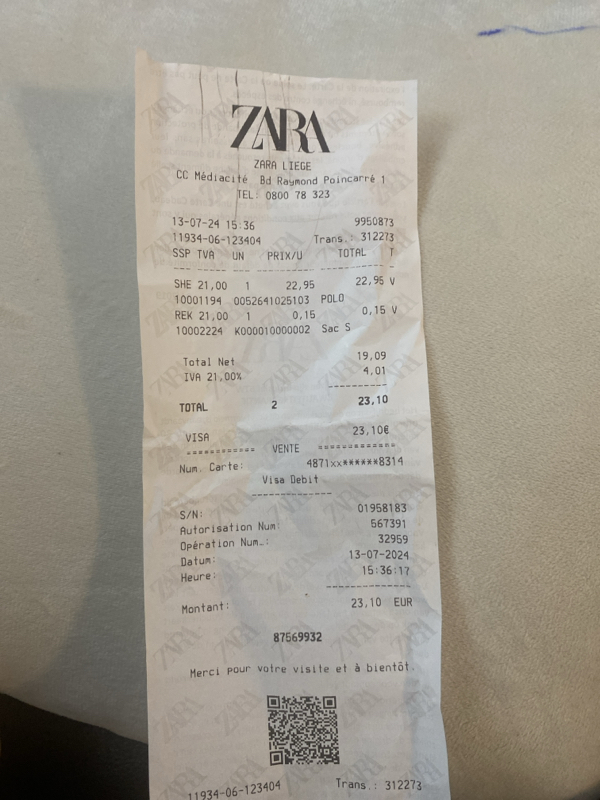 ZARA
ZARA LIEGE
CC Médiacité Bd Raymond Poincarré 1
TEL: 0800 78 323
13-07-24 15:36 9950873
11934-06-123404 Trans.: 312273
SSP TVA UN PRIX/U TOTAL T
SHE 21,00 1 22,95 22,95 V
10001194 0052641025103 POLO
REK 21,00 1 0,15 0,15 V
10002224 K000010000002 Sac S
Total Net 19,09
IVA 21,00% 4,01
TOTAL 2 23,10
VISA 23,10€
============ VENTE =============
Num. Carte: 4871xx******8314
Visa Debit
S/N: 01958183
Autorisation Num: 567391
Opération Num.: 32959
Datum: 13-07-2024
Heure: 15:36:17
Montant: 23,10 EUR
87569932
Merci pour votre visite et à bientôt.
11934-06-123404 Trans.: 312273